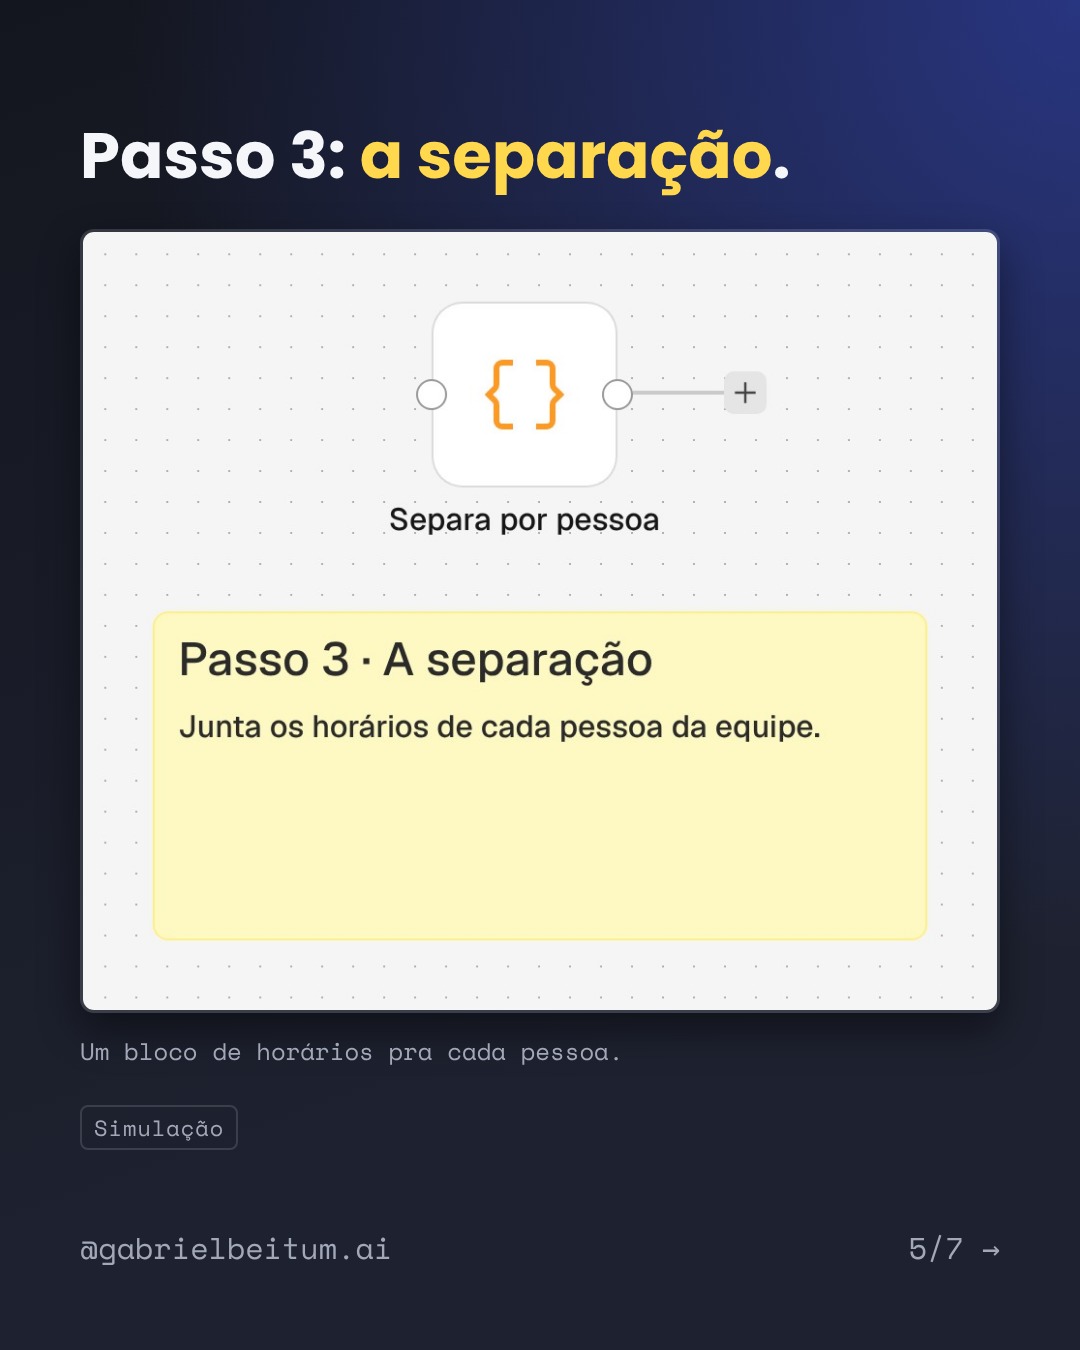 Passo 3: a separação.
{ }
Separa por pessoa
Passo 3 · A separação
Junta os horários de cada pessoa da equipe.
Um bloco de horários pra cada pessoa.
Simulação
@gabrielbeitum.ai
5/7 →